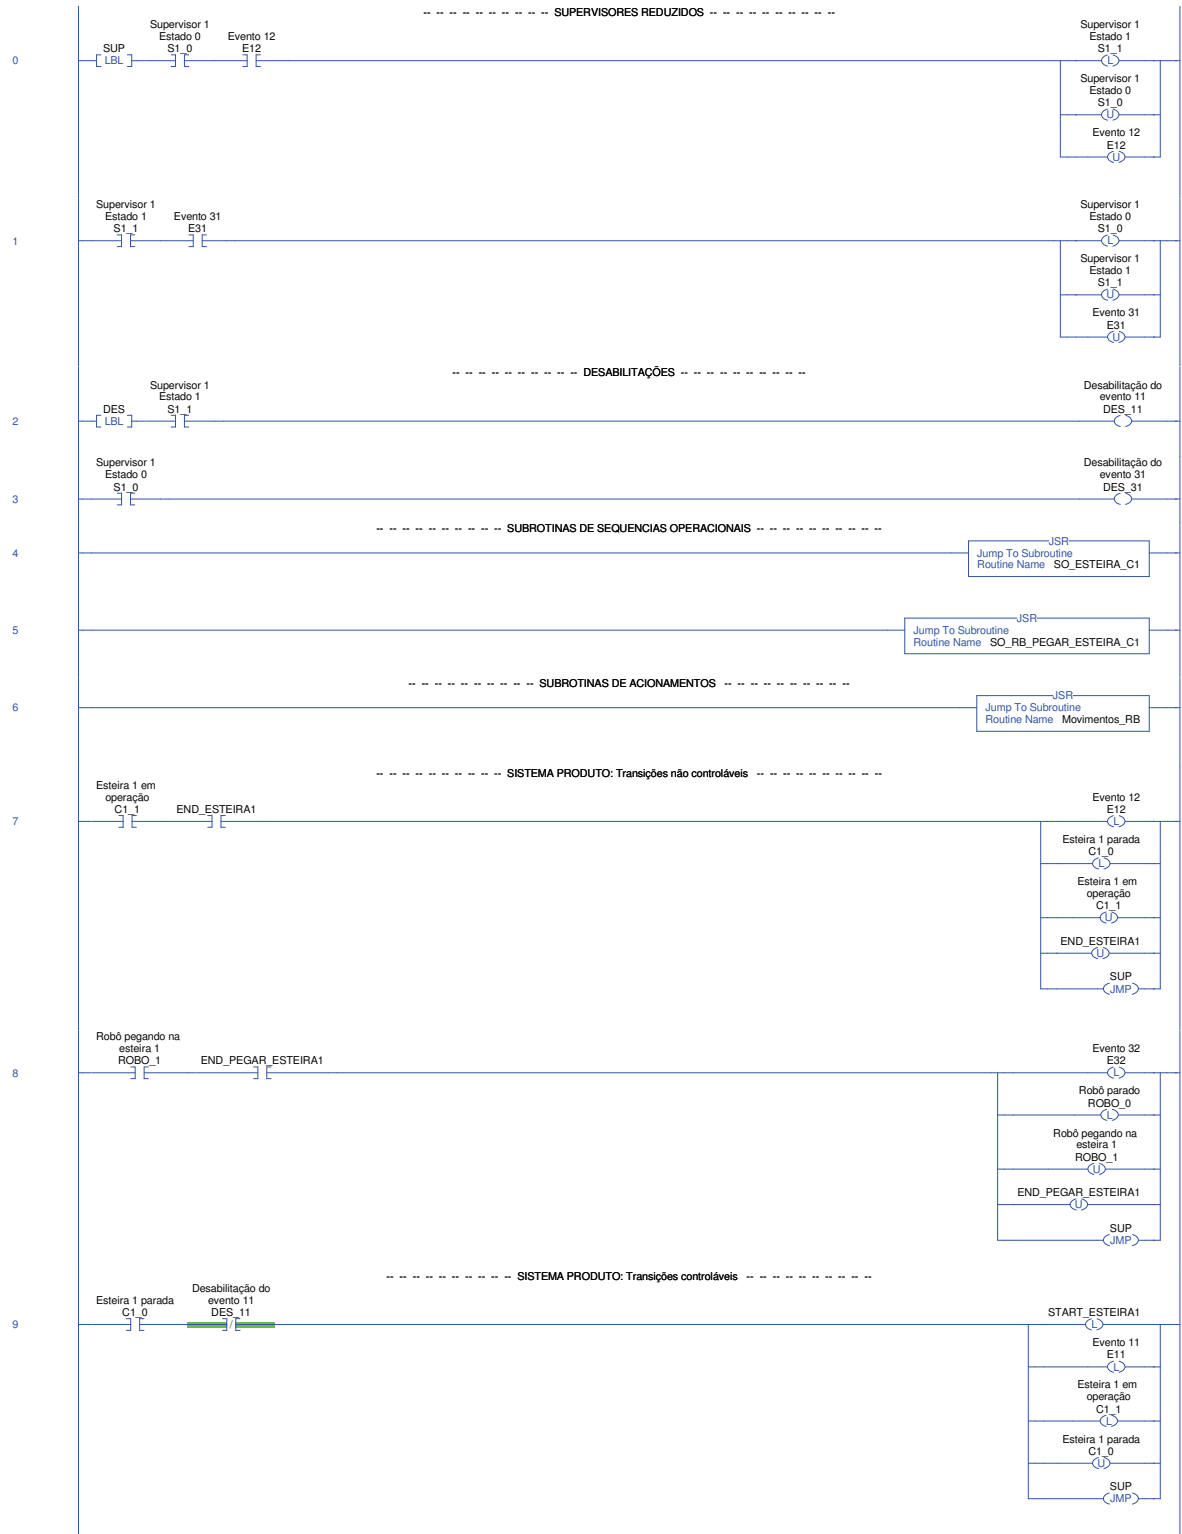 -- -- -- -- -- -- -- -- -- -- SUPERVISORES REDUZIDOS -- -- -- -- -- -- -- -- -- --
Supervisor 1
Estado 0
SUP S1_0
Evento 12
E12
0
LBL
Supervisor 1
Estado 1
S1_1
L
Supervisor 1
Estado 0
S1_0
U
Evento 12
E12
U
Supervisor 1
Estado 1
S1_1
Evento 31
E31
1
Supervisor 1
Estado 0
S1_0
L
Supervisor 1
Estado 1
S1_1
U
Evento 31
E31
U
-- -- -- -- -- -- -- -- -- -- DESABILITAÇÕES -- -- -- -- -- -- -- -- -- --
Supervisor 1
Estado 1
DES S1_1
2
LBL
Desabilitação do
evento 11
DES_11
Supervisor 1
Estado 0
S1_0
3
Desabilitação do
evento 31
DES_31
-- -- -- -- -- -- -- -- -- -- SUBROTINAS DE SEQUENCIAS OPERACIONAIS -- -- -- -- -- -- -- -- -- --
4
JSR
Jump To Subroutine
Routine Name SO_ESTEIRA_C1
5
JSR
Jump To Subroutine
Routine Name SO_RB_PEGAR_ESTEIRA_C1
-- -- -- -- -- -- -- -- -- -- SUBROTINAS DE ACIONAMENTOS -- -- -- -- -- -- -- -- -- --
6
JSR
Jump To Subroutine
Routine Name Movimentos_RB
-- -- -- -- -- -- -- -- -- -- SISTEMA PRODUTO: Transições não controláveis -- -- -- -- -- -- -- -- -- --
Esteira 1 em
operação
C1_1
END_ESTEIRA1
7
Evento 12
E12
L
Esteira 1 parada
C1_0
L
Esteira 1 em
operação
C1_1
U
END_ESTEIRA1
U
SUP
JMP
Robô pegando na
esteira 1
ROBO_1
END_PEGAR_ESTEIRA1
8
Evento 32
E32
L
Robô parado
ROBO_0
L
Robô pegando na
esteira 1
ROBO_1
U
END_PEGAR_ESTEIRA1
U
SUP
JMP
-- -- -- -- -- -- -- -- -- -- SISTEMA PRODUTO: Transições controláveis -- -- -- -- -- -- -- -- -- --
Esteira 1 parada
C1_0
Desabilitação do
evento 11
DES_11
9
/
START_ESTEIRA1
L
Evento 11
E11
L
Esteira 1 em
operação
C1_1
L
Esteira 1 parada
C1_0
U
SUP
JMP